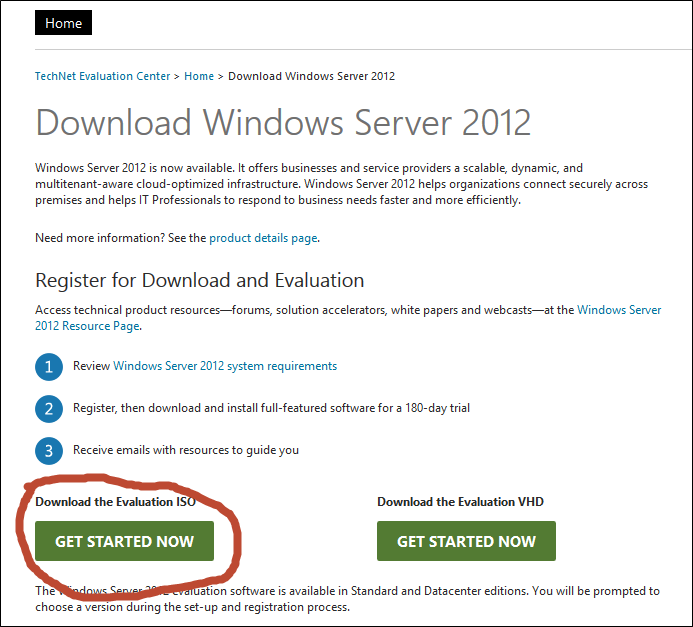 Home
TechNet Evaluation Center > Home > Download Windows Server 2012
Download Windows Server 2012
Windows Server 2012 is now available. It offers businesses and service providers a scalable, dynamic, and
multitenant-aware cloud-optimized infrastructure. Windows Server 2012 helps organizations connect securely across
premises and helps IT Professionals to respond to business needs faster and more efficiently.
Need more information? See the product details page.
Register for Download and Evaluation
Access technical product resources—forums, solution accelerators, white papers and webcasts—at the Windows Server
2012 Resource Page.
1 Review Windows Server 2012 system requirements
2 Register, then download and install full-featured software for a 180-day trial
3 Receive emails with resources to guide you
Download the Evaluation ISO
GET STARTED NOW
Download the Evaluation VHD
GET STARTED NOW
The Windows Server 2012 evaluation software is available in Standard and Datacenter editions. You will be prompted to
choose a version during the set-up and registration process.